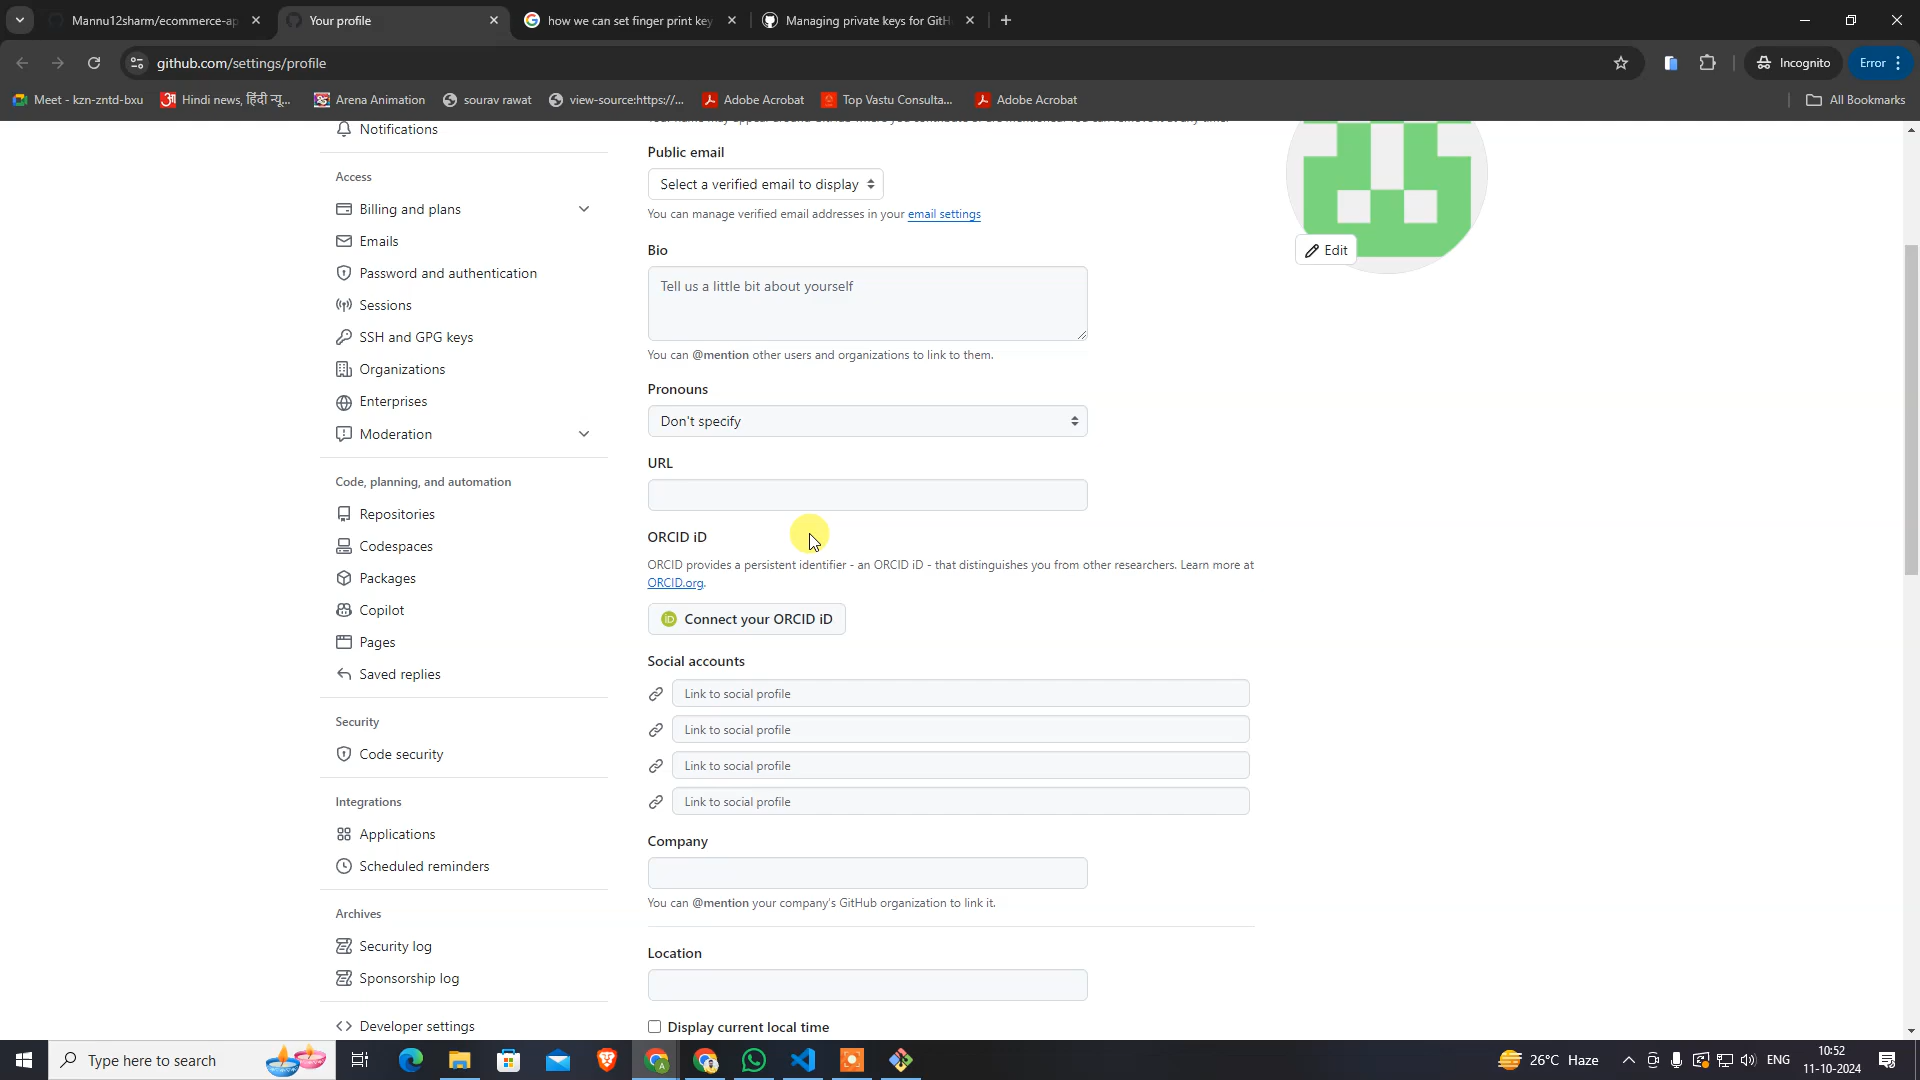 Mannu12sharm/ecommerce-ap
Your profile
how we can set finger print key
Managing private keys for GitH
github.com/settings/profile
Incognito
Error
Meet - kzn-zntd-bxu
Hindi news, हिंदी न्यू...
Arena Animation
sourav rawat
view-source:https://...
Adobe Acrobat
Top Vastu Consulta...
Adobe Acrobat
All Bookmarks
Notifications
Access
Billing and plans
Emails
Password and authentication
Sessions
SSH and GPG keys
Organizations
Enterprises
Moderation
Code, planning, and automation
Repositories
Codespaces
Packages
Copilot
Pages
Saved replies
Security
Code security
Integrations
Applications
Scheduled reminders
Archives
Security log
Sponsorship log
Developer settings
Public email
Select a verified email to display
You can manage verified email addresses in your email settings
Bio
Tell us a little bit about yourself
You can @mention other users and organizations to link to them.
Pronouns
Don't specify
URL
ORCID iD
ORCID provides a persistent identifier - an ORCID iD - that distinguishes you from other researchers. Learn more at
ORCID.org.
Connect your ORCID iD
Social accounts
Link to social profile
Link to social profile
Link to social profile
Link to social profile
Company
You can @mention your company's GitHub organization to link it.
Location
Display current local time
Edit
Type here to search
26°C Haze
ENG
10:52
11-10-2024